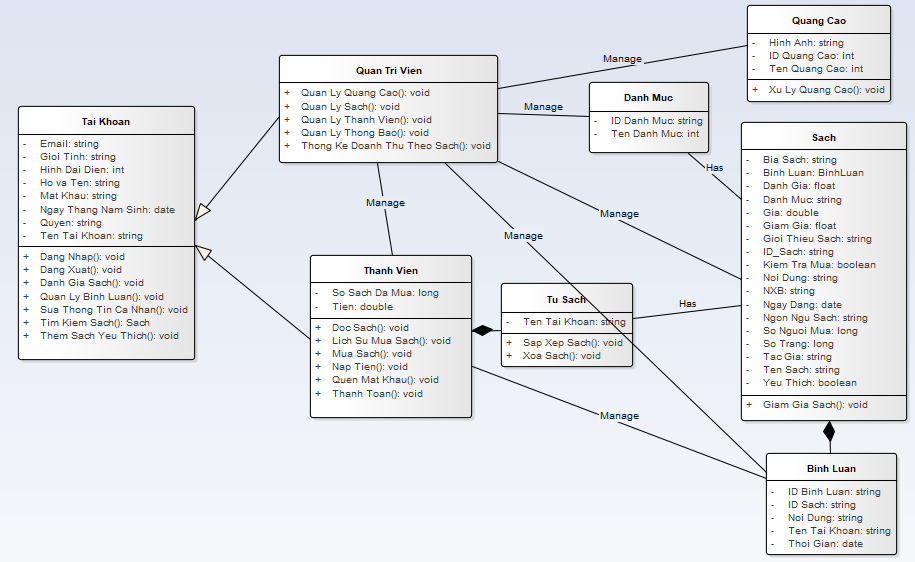 Quang Cao
- Hinh Anh: string
- ID Quang Cao: int
- Ten Quang Cao: int
+ Xu Ly Quang Cao(): void
Quan Tri Vien
+ Quan Ly Quang Cao(): void
+ Quan Ly Sach(): void
+ Quan Ly Thanh Vien(): void
+ Quan Ly Thong Bao(): void
+ Thong Ke Doanh Thu Theo Sach(): void
Manage
Manage
Danh Muc
- ID Danh Muc: string
- Ten Danh Muc: int
Has
Tai Khoan
- Email: string
- Gioi Tinh: string
- Hinh Dai Dien: int
- Ho va Ten: string
- Mat Khau: string
- Ngay Thang Nam Sinh: date
- Quyen: string
- Ten Tai Khoan: string
+ Dang Nhap(): void
+ Dang Xuat(): void
+ Danh Gia Sach(): void
+ Quan Ly Binh Luan(): void
+ Sua Thong Tin Ca Nhan(): void
+ Tim Kiem Sach(): Sach
+ Them Sach Yeu Thich(): void
Sach
- Bia Sach: string
- Binh Luan: BinhLuan
- Danh Gia: float
- Danh Muc: string
- Gia: double
- Giam Gia: float
- Gioi Thieu Sach: string
- ID_Sach: string
- Kiem Tra Mua: boolean
- Noi Dung: string
- NXB: string
- Ngay Dang: date
- Ngon Ngu Sach: string
- So Nguoi Mua: long
- So Trang: long
- Tac Gia: string
- Ten Sach: string
- Yeu Thich: boolean
+ Giam Gia Sach(): void
Manage
Manage
Manage
Thanh Vien
- So Sach Da Mua: long
- Tien: double
+ Doc Sach(): void
+ Lich Su Mua Sach(): void
+ Mua Sach(): void
+ Nap Tien(): void
+ Quen Mat Khau(): void
+ Thanh Toan(): void
Tu Sach
- Ten Tai Khoan: string
+ Sap Xep Sach(): void
+ Xoa Sach(): void
Has
Manage
Binh Luan
- ID Binh Luan: string
- ID Sach: string
- Noi Dung: string
- Ten Tai Khoan: string
- Thoi Gian: date